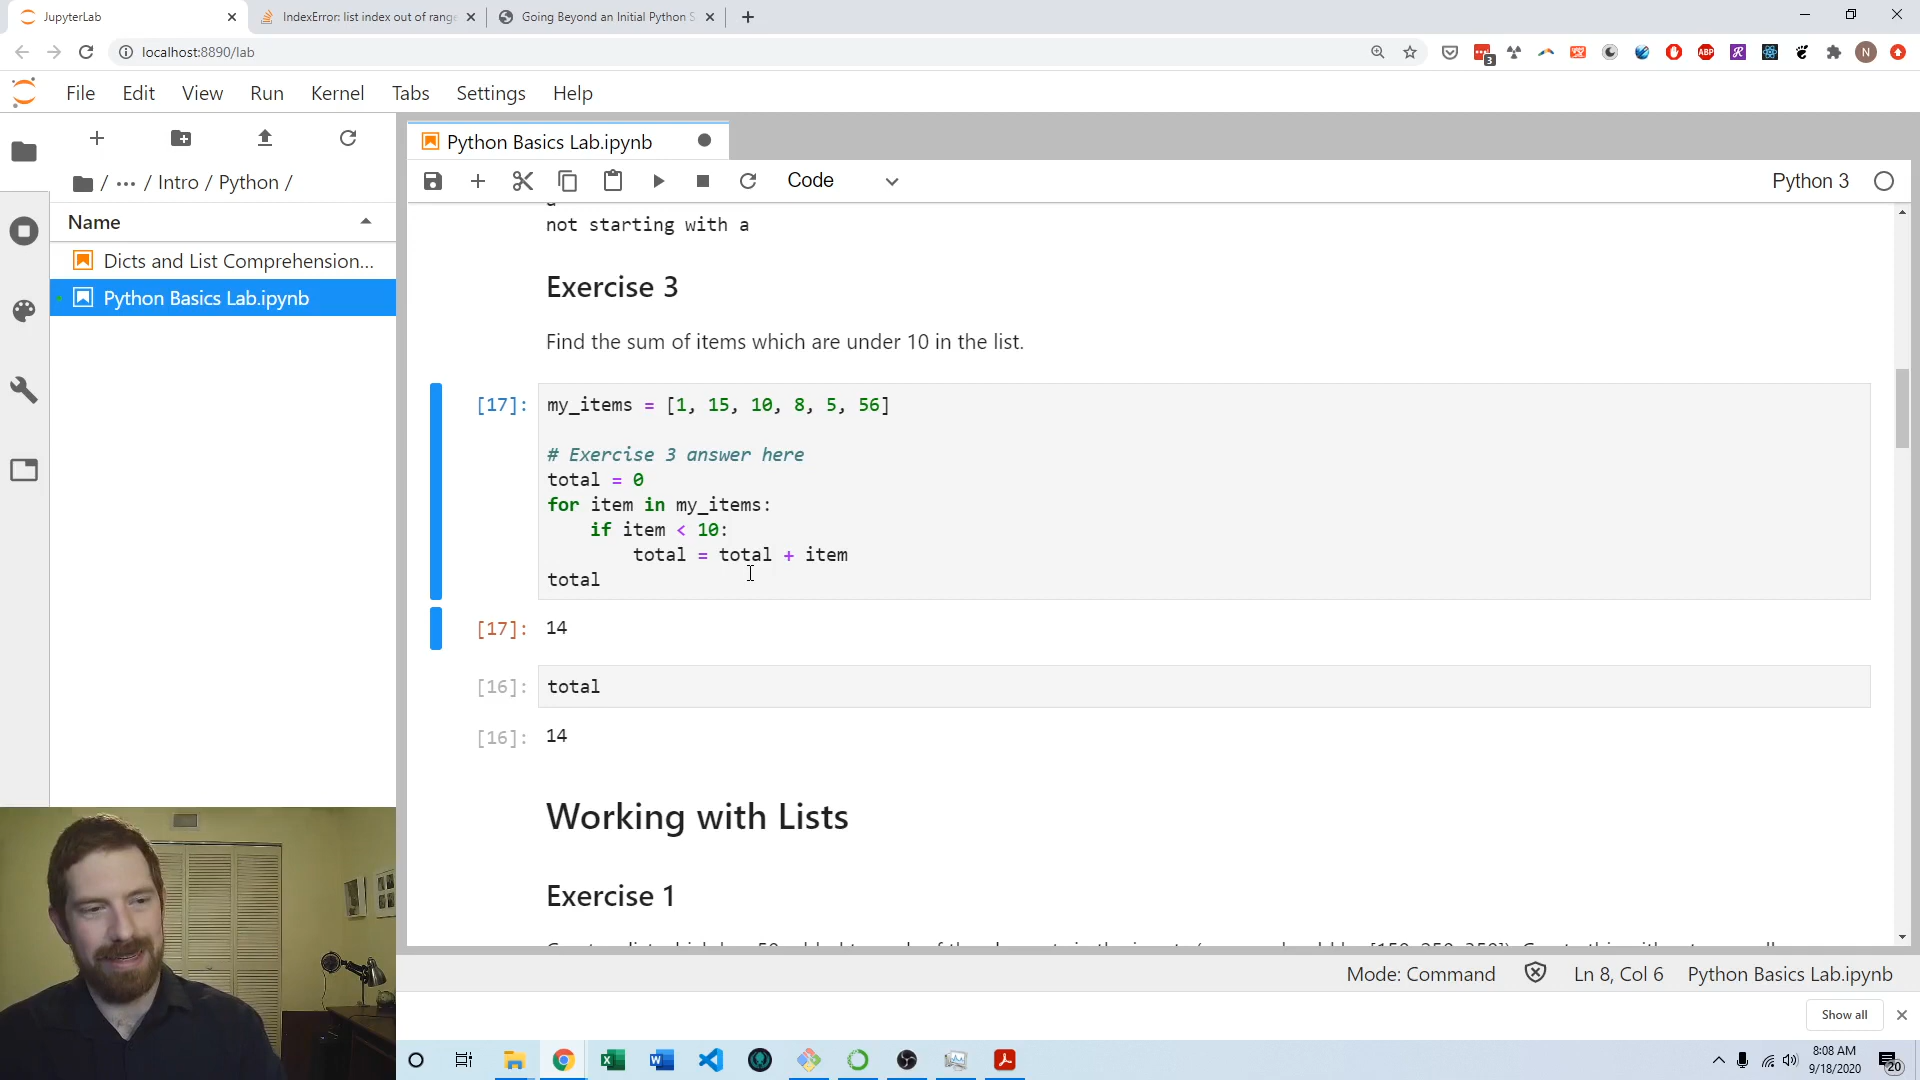 JupyterLab
IndexError: list index out of range
Going Beyond an Initial Python S
localhost:8890/lab
3
ABP
R
N
File Edit View Run Kernel Tabs Settings Help
Python Basics Lab.ipynb
/ ··· / Intro / Python /
Code
Python 3
Name
Dicts and List Comprehension...
Python Basics Lab.ipynb
not starting with a
Exercise 3
Find the sum of items which are under 10 in the list.
[17]: my_items = [1, 15, 10, 8, 5, 56]
# Exercise 3 answer here
total = 0
for item in my_items:
if item < 10:
total = total + item
total
[17]: 14
[16]: total
[16]: 14
Working with Lists
Exercise 1
Mode: Command
Ln 8, Col 6
Python Basics Lab.ipynb
Show all
8:08 AM
9/18/2020
20